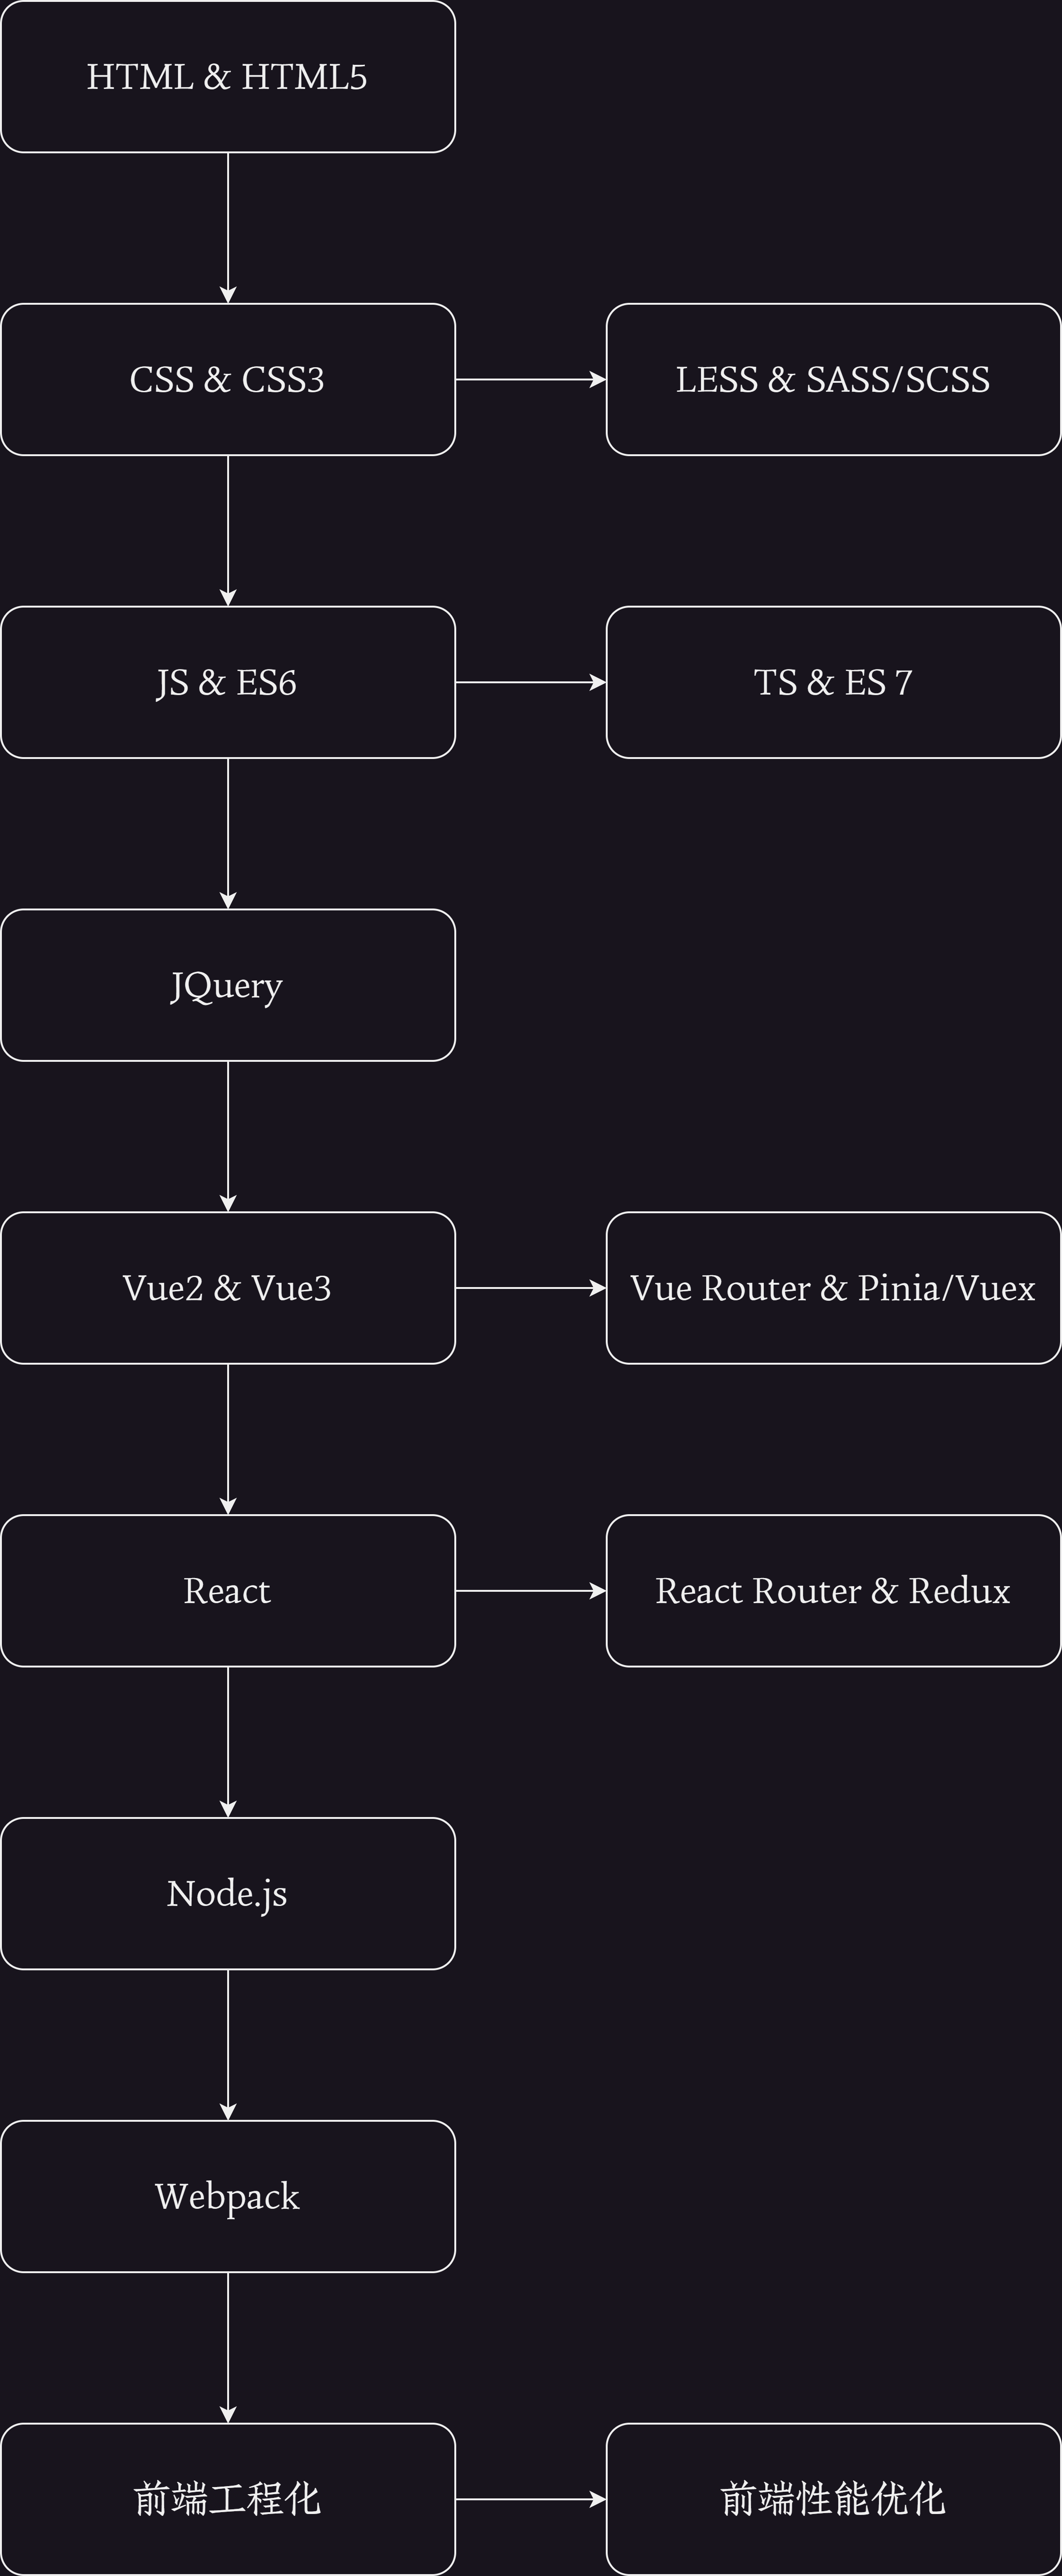 HTML & HTML5
CSS & CSS3
LESS & SASS/SCSS
JS & ES6
TS & ES 7
JQuery
Vue2 & Vue3
Vue Router & Pinia/Vuex
React
React Router & Redux
Node.js
Webpack
前端工程化
前端性能优化